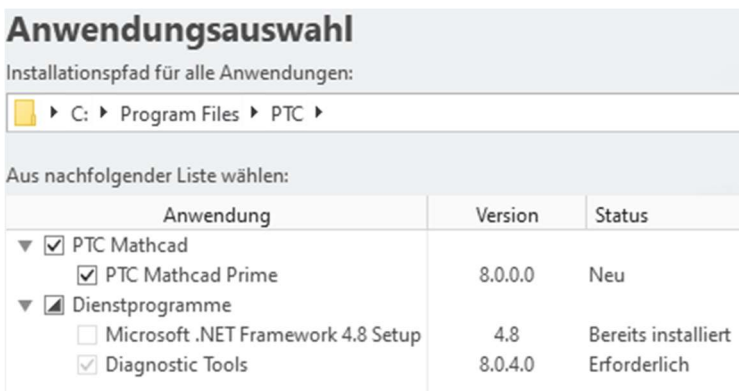 Anwendungsauswahl
Installationspfad für alle Anwendungen:
C: Program Files PTC
Aus nachfolgender Liste wählen:
Anwendung Version Status
PTC Mathcad
PTC Mathcad Prime 8.0.0.0 Neu
Dienstprogramme
Microsoft .NET Framework 4.8 Setup 4.8 Bereits installiert
Diagnostic Tools 8.0.4.0 Erforderlich